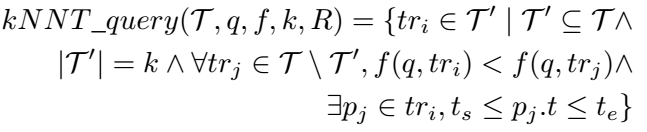 kNNT_query(𝒯, q, f, k, R) = {tr_i ∈ 𝒯′ | 𝒯′ ⊆ 𝒯 ∧
|𝒯′| = k ∧ ∀tr_j ∈ 𝒯 \ 𝒯′, f(q, tr_i) < f(q, tr_j) ∧
∃p_j ∈ tr_i, t_s ≤ p_j.t ≤ t_e}